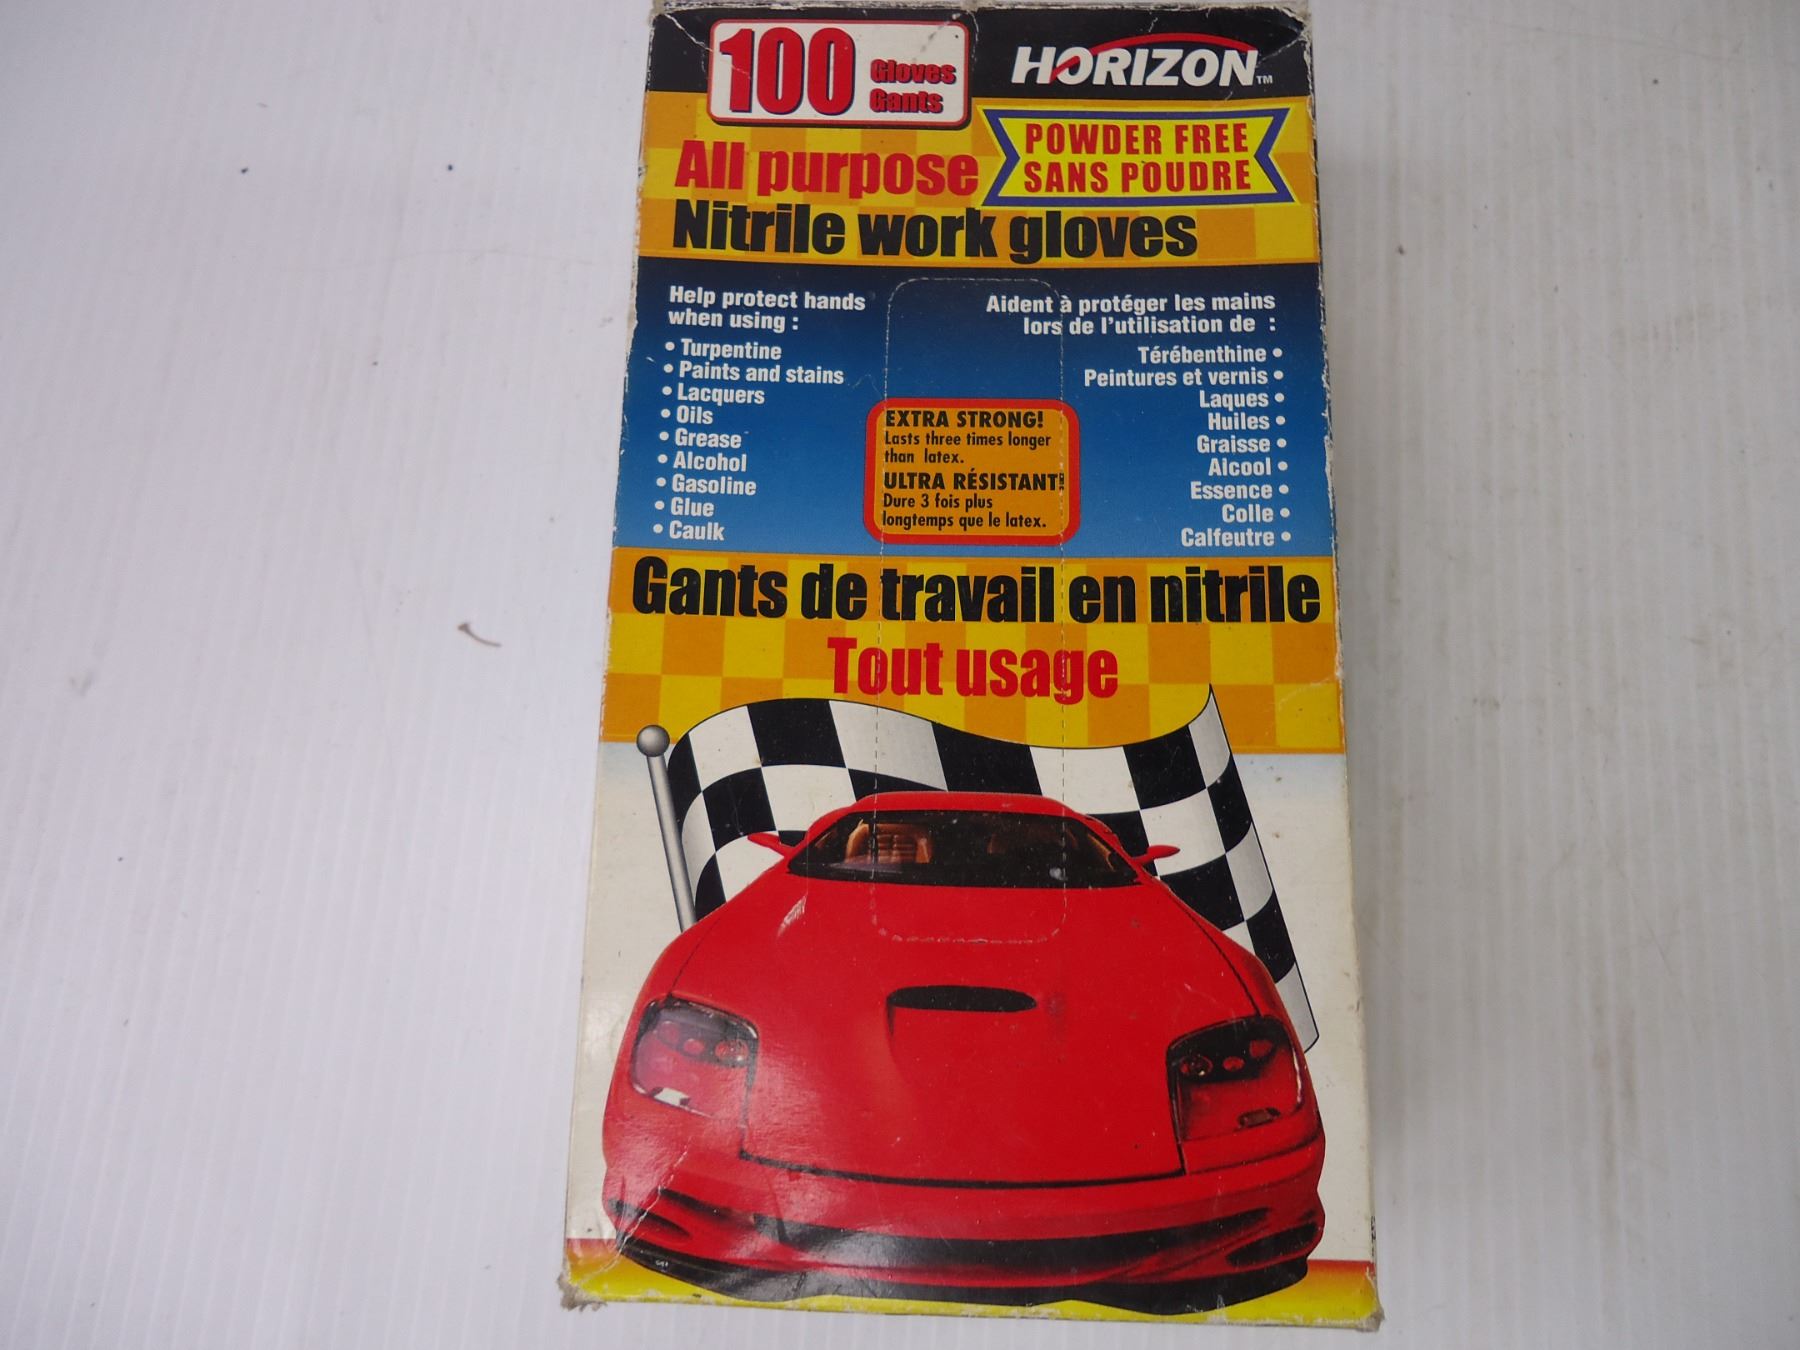 100 Gloves
Gants
HORIZON™
POWDER FREE
SANS POUDRE
All purpose
Nitrile work gloves
Help protect hands
when using :
• Turpentine
• Paints and stains
• Lacquers
• Oils
• Grease
• Alcohol
• Gasoline
• Glue
• Caulk
Aident à protéger les mains
lors de l'utilisation de :
Térébenthine •
Peintures et vernis •
Laques •
Huiles •
Graisse •
Alcool •
Essence •
Colle •
Calfeutre •
EXTRA STRONG!
Lasts three times longer
than latex.
ULTRA RÉSISTANT!
Dure 3 fois plus
longtemps que le latex.
Gants de travail en nitrile
Tout usage